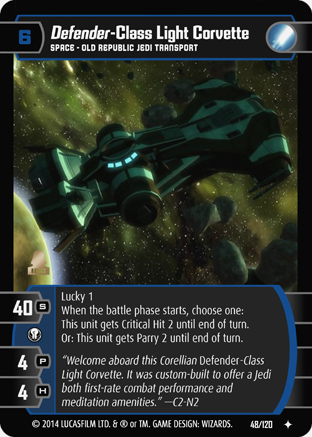 6
Defender-Class Light Corvette
SPACE - OLD REPUBLIC JEDI TRANSPORT
40 S
4 P
4 H
Lucky 1
When the battle phase starts, choose one:
This unit gets Critical Hit 2 until end of turn.
Or: This unit gets Parry 2 until end of turn.
“Welcome aboard this Corellian Defender-Class
Light Corvette. It was custom-built to offer a Jedi
both first-rate combat performance and
meditation amenities.” —C2-N2
© 2014 LUCASFILM LTD. & ® or TM. GAME DESIGN: WIZARDS.
48/120